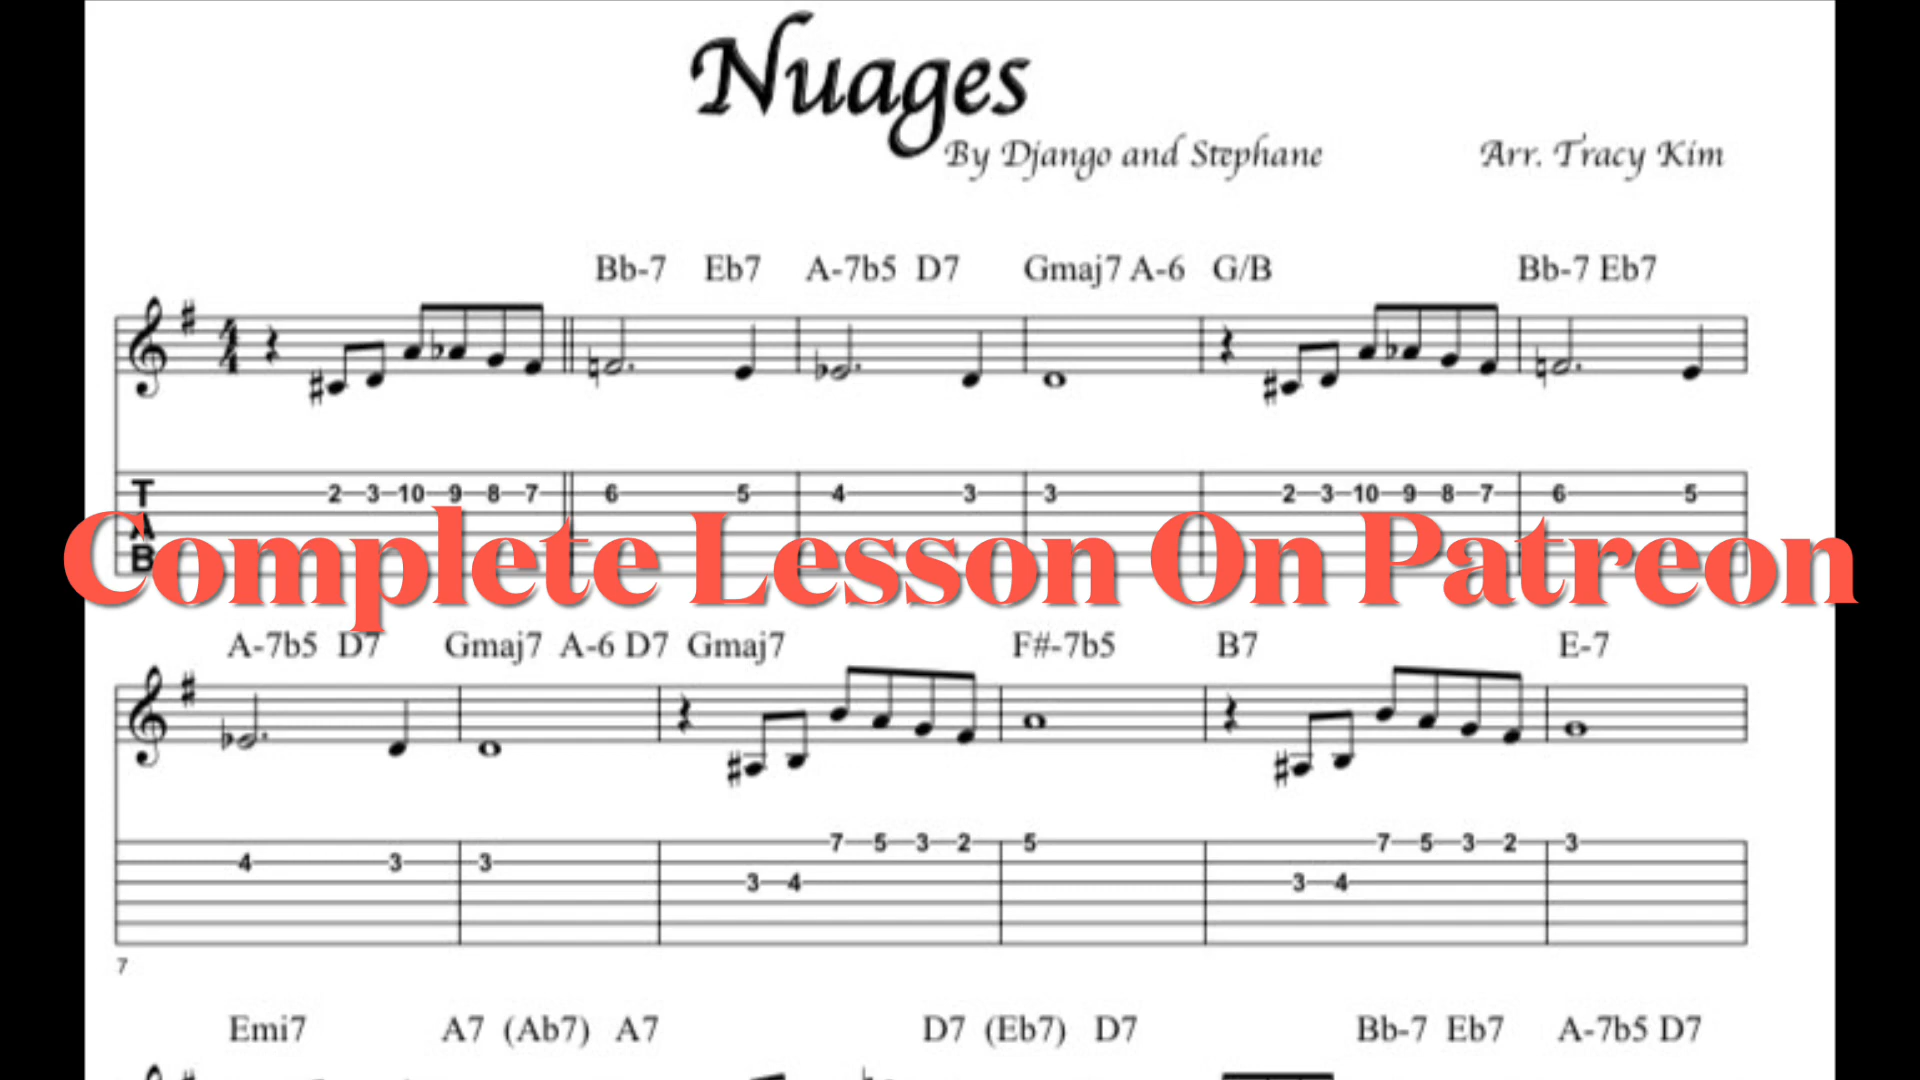 Nuages
By Django and Stephane Arr. Tracy Kim
Bb-7 Eb7 A-7b5 D7 Gmaj7 A-6 G/B Bb-7 Eb7
4
4
T 2 3 10 9 8 7 6 5 4 3 3 2 3 10 9 8 7 6 5
A
B
Complete Lesson On Patreon
A-7b5 D7 Gmaj7 A-6 D7 Gmaj7 F#-7b5 B7 E-7
7 5 3 2 5 7 5 3 2 3
4 3 3
3 4 3 4
7
Emi7 A7 (Ab7) A7 D7 (Eb7) D7 Bb-7 Eb7 A-7b5 D7